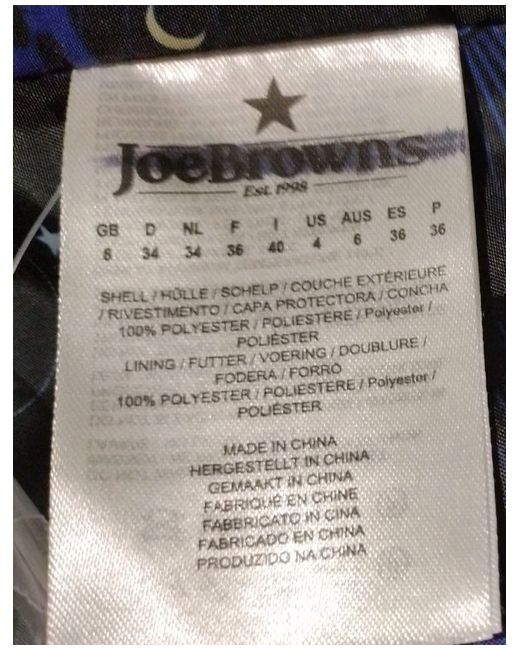 JoeBrowns
Est. 1998
GB D NL F I US AUS ES P
6 34 34 36 40 4 6 36 36
SHELL / HÜLLE / SCHELP / COUCHE EXTÉRIEURE
/ RIVESTIMENTO / CAPA PROTECTORA / CONCHA
100% POLYESTER / POLIESTERE / Polyester /
POLIÉSTER
LINING / FUTTER / VOERING / DOUBLURE /
FODERA / FORRO
100% POLYESTER / POLIESTERE / Polyester /
POLIÉSTER
MADE IN CHINA
HERGESTELLT IN CHINA
GEMAAKT IN CHINA
FABRIQUÉ EN CHINE
FABBRICATO IN CINA
FABRICADO EN CHINA
PRODUZIDO NA CHINA